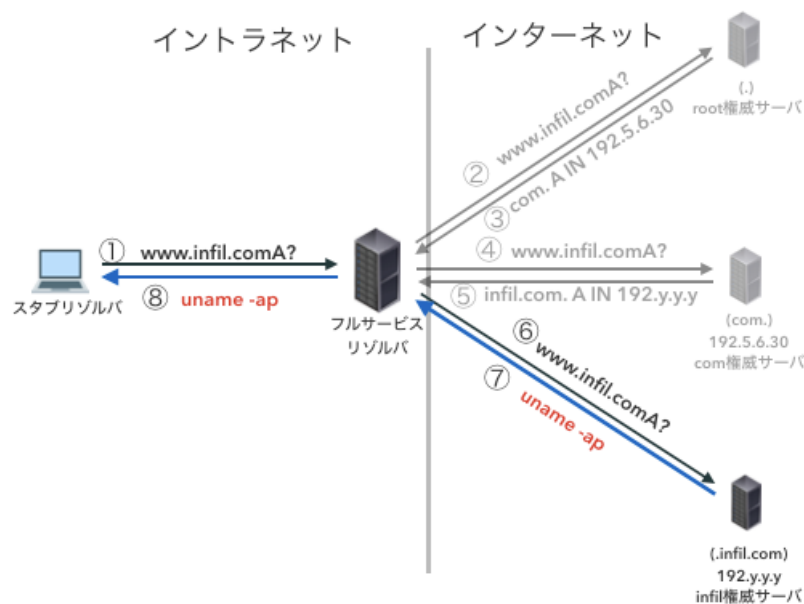 イントラネット
インターネット
(.)
root権威サーバ
② www.infil.comA?
③ com. A IN 192.5.6.30
① www.infil.comA?
⑧ uname -ap
スタブリゾルバ
フルサービス
リゾルバ
④ www.infil.comA?
⑤ infil.com. A IN 192.y.y.y
(com.)
192.5.6.30
com権威サーバ
⑥ www.infil.comA?
⑦ uname -ap
(.infil.com)
192.y.y.y
infil権威サーバ